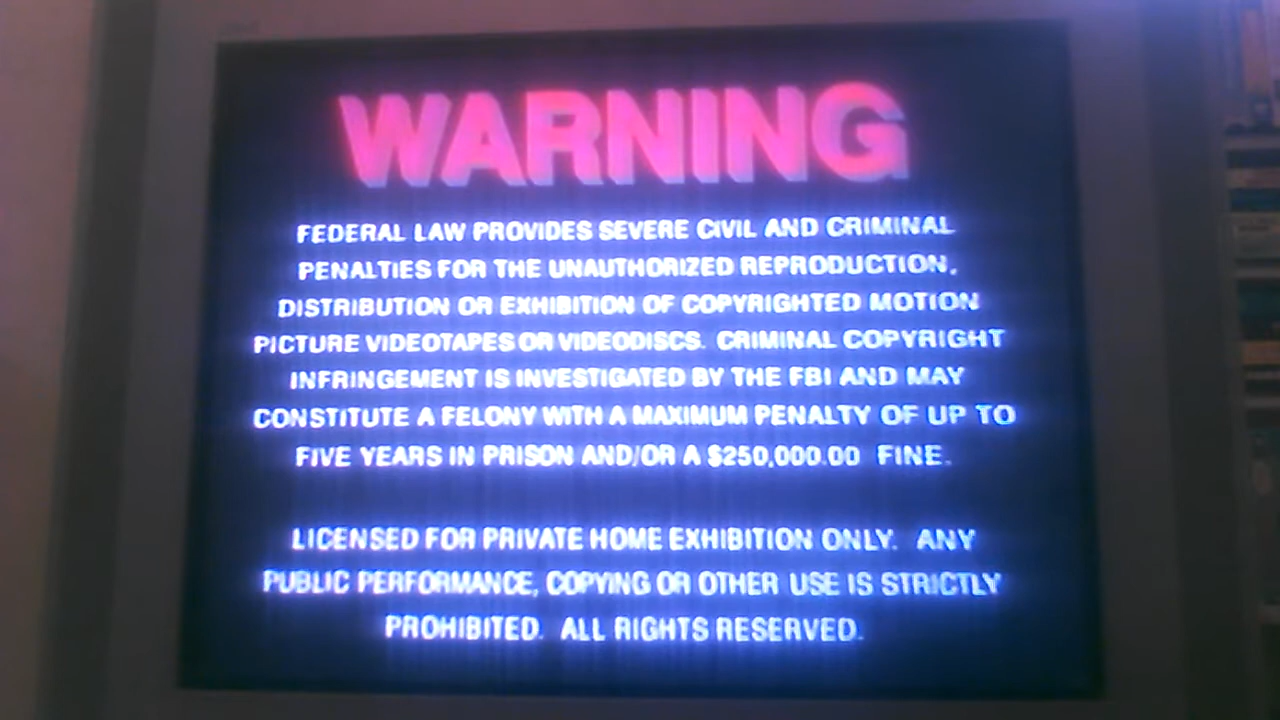 WARNING
FEDERAL LAW PROVIDES SEVERE CIVIL AND CRIMINAL
PENALTIES FOR THE UNAUTHORIZED REPRODUCTION,
DISTRIBUTION OR EXHIBITION OF COPYRIGHTED MOTION
PICTURE VIDEOTAPES OR VIDEODISCS. CRIMINAL COPYRIGHT
INFRINGEMENT IS INVESTIGATED BY THE FBI AND MAY
CONSTITUTE A FELONY WITH A MAXIMUM PENALTY OF UP TO
FIVE YEARS IN PRISON AND/OR A $250,000.00 FINE.
LICENSED FOR PRIVATE HOME EXHIBITION ONLY. ANY
PUBLIC PERFORMANCE, COPYING OR OTHER USE IS STRICTLY
PROHIBITED. ALL RIGHTS RESERVED.